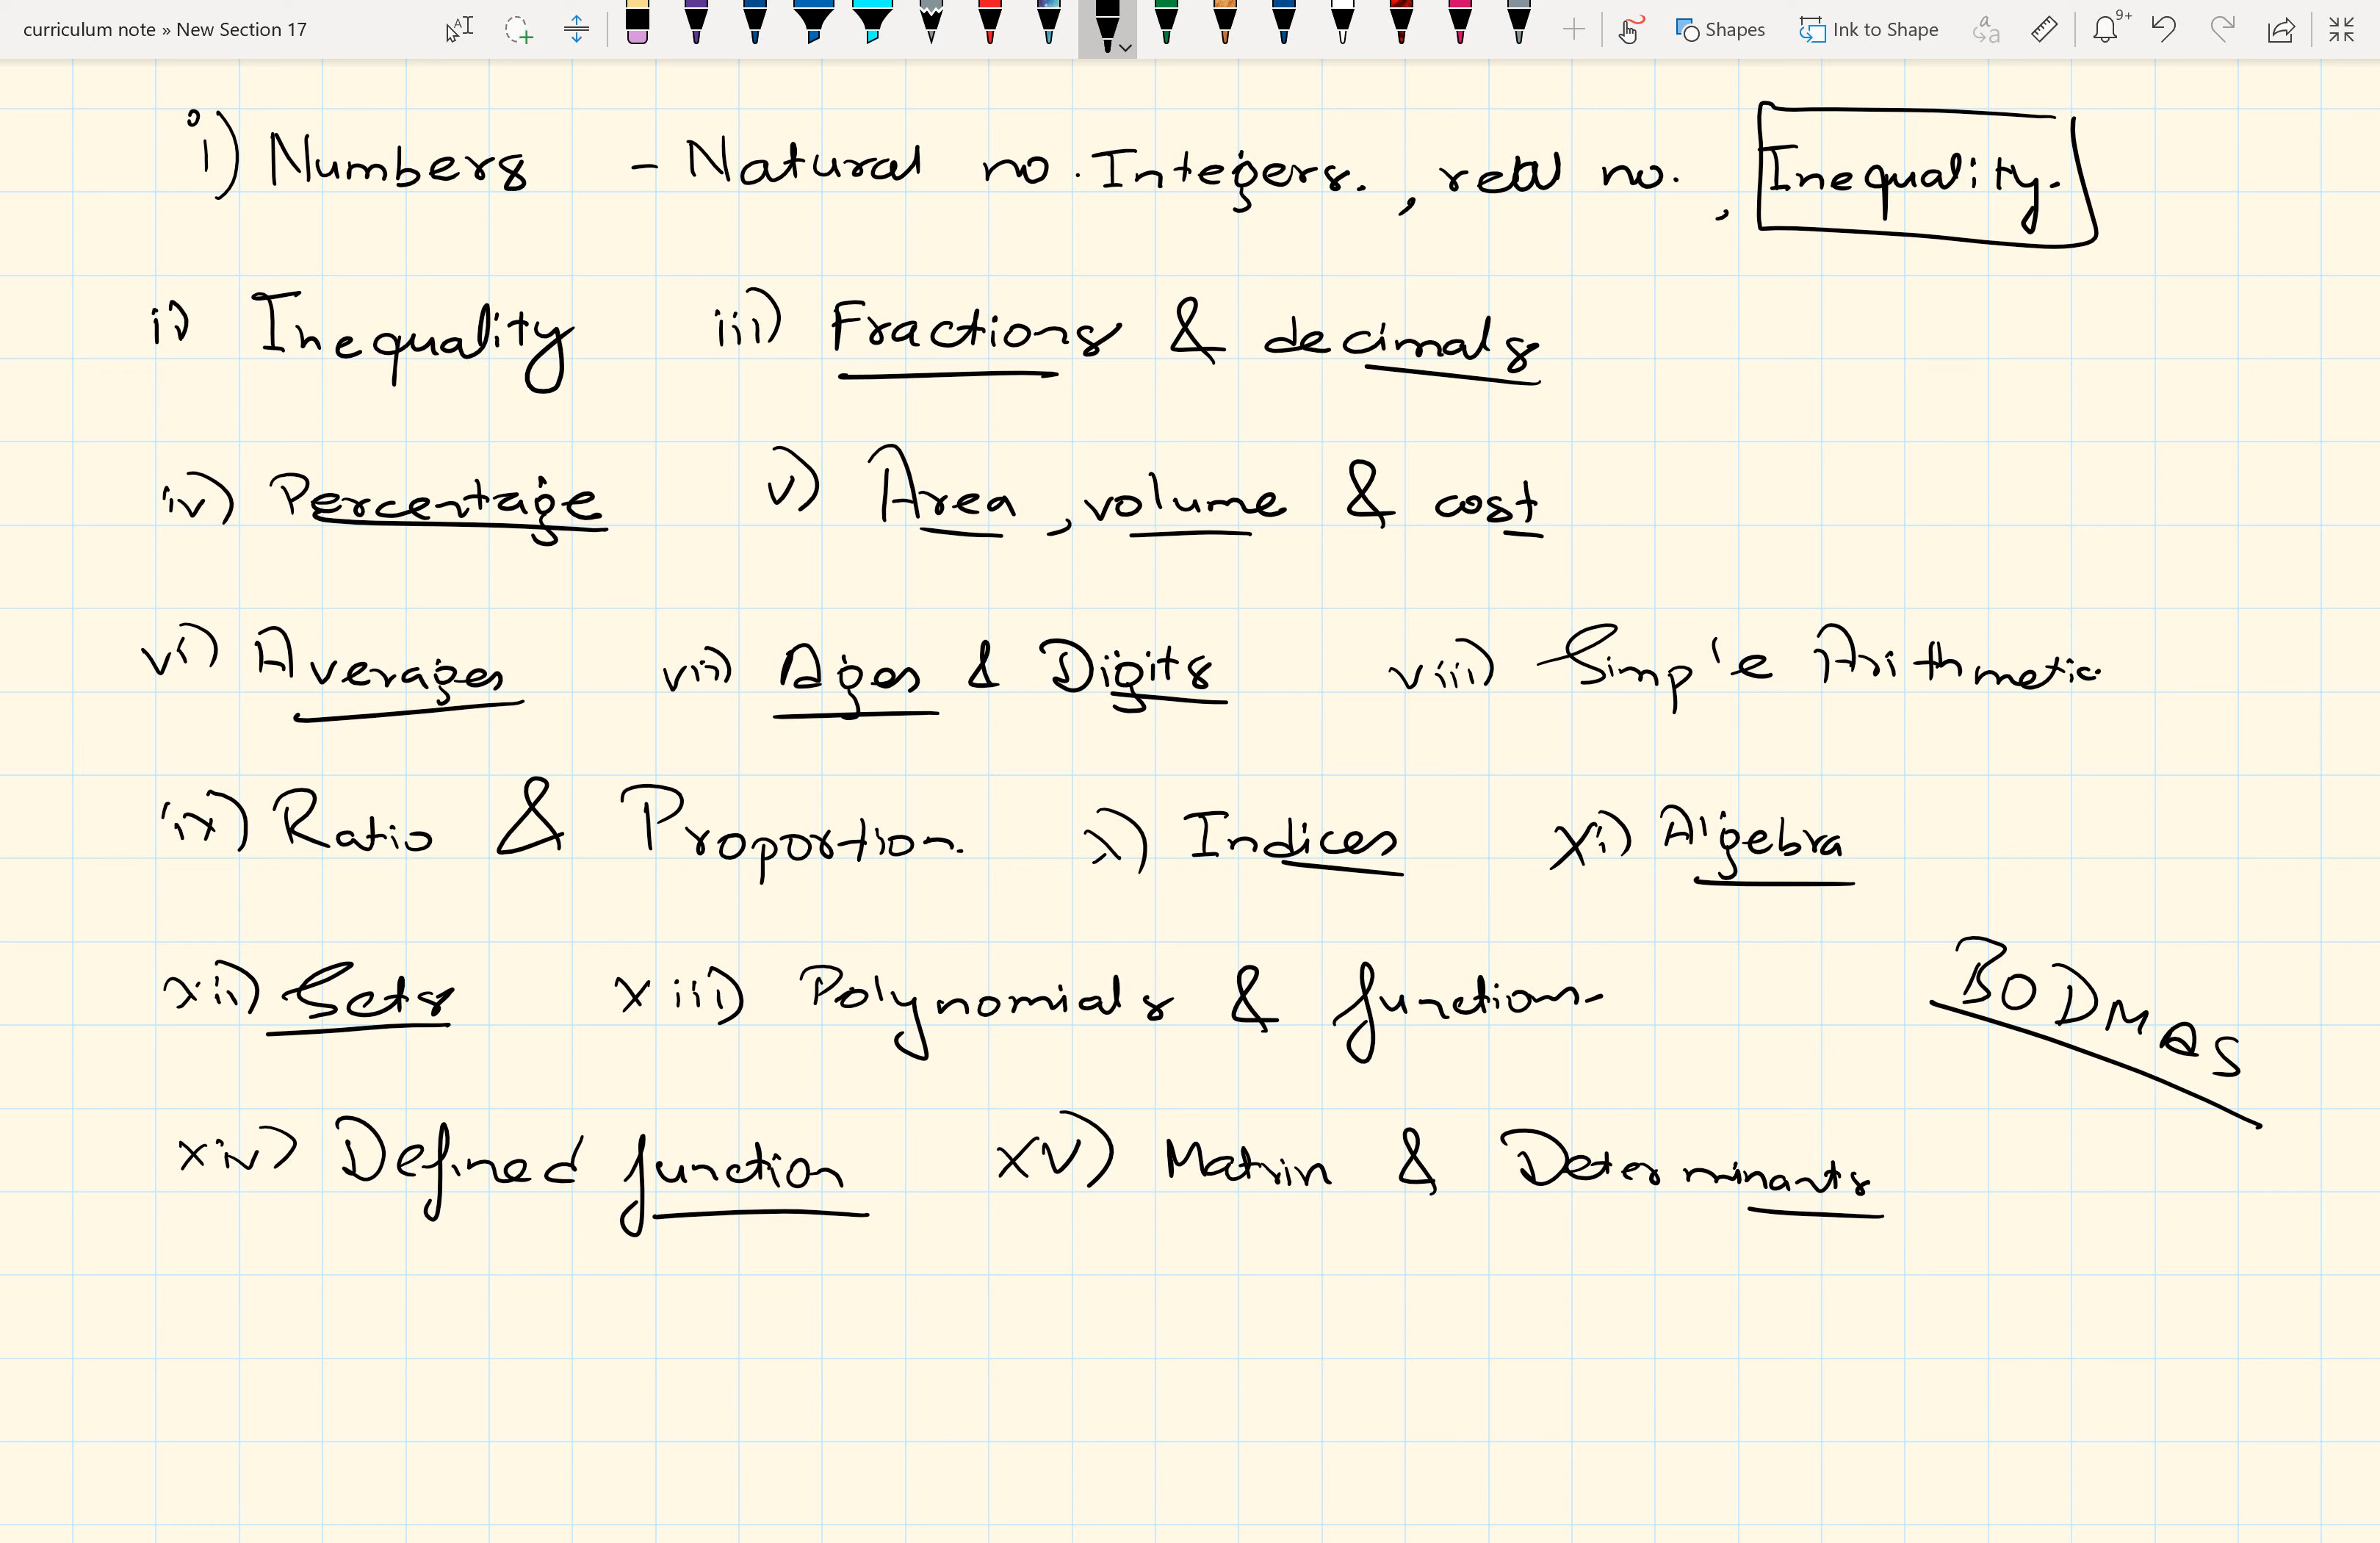 curriculum note » New Section 17
9+
Shapes
Ink to Shape
i) Numbers - Natural no. Integers., real no., Inequality.
i) Inequality iii) Fractions & decimals
iv) Percentage v) Area, volume & cost
vi) Averages vii) Ages & Digits viii) Simple Arithmetic
ix) Ratio & Proportion. x) Indices xi) Algebra
xii) Sets xiii) Polynomials & function-
BODMAS
xiv) Defined function xv) Matrix & Determinants